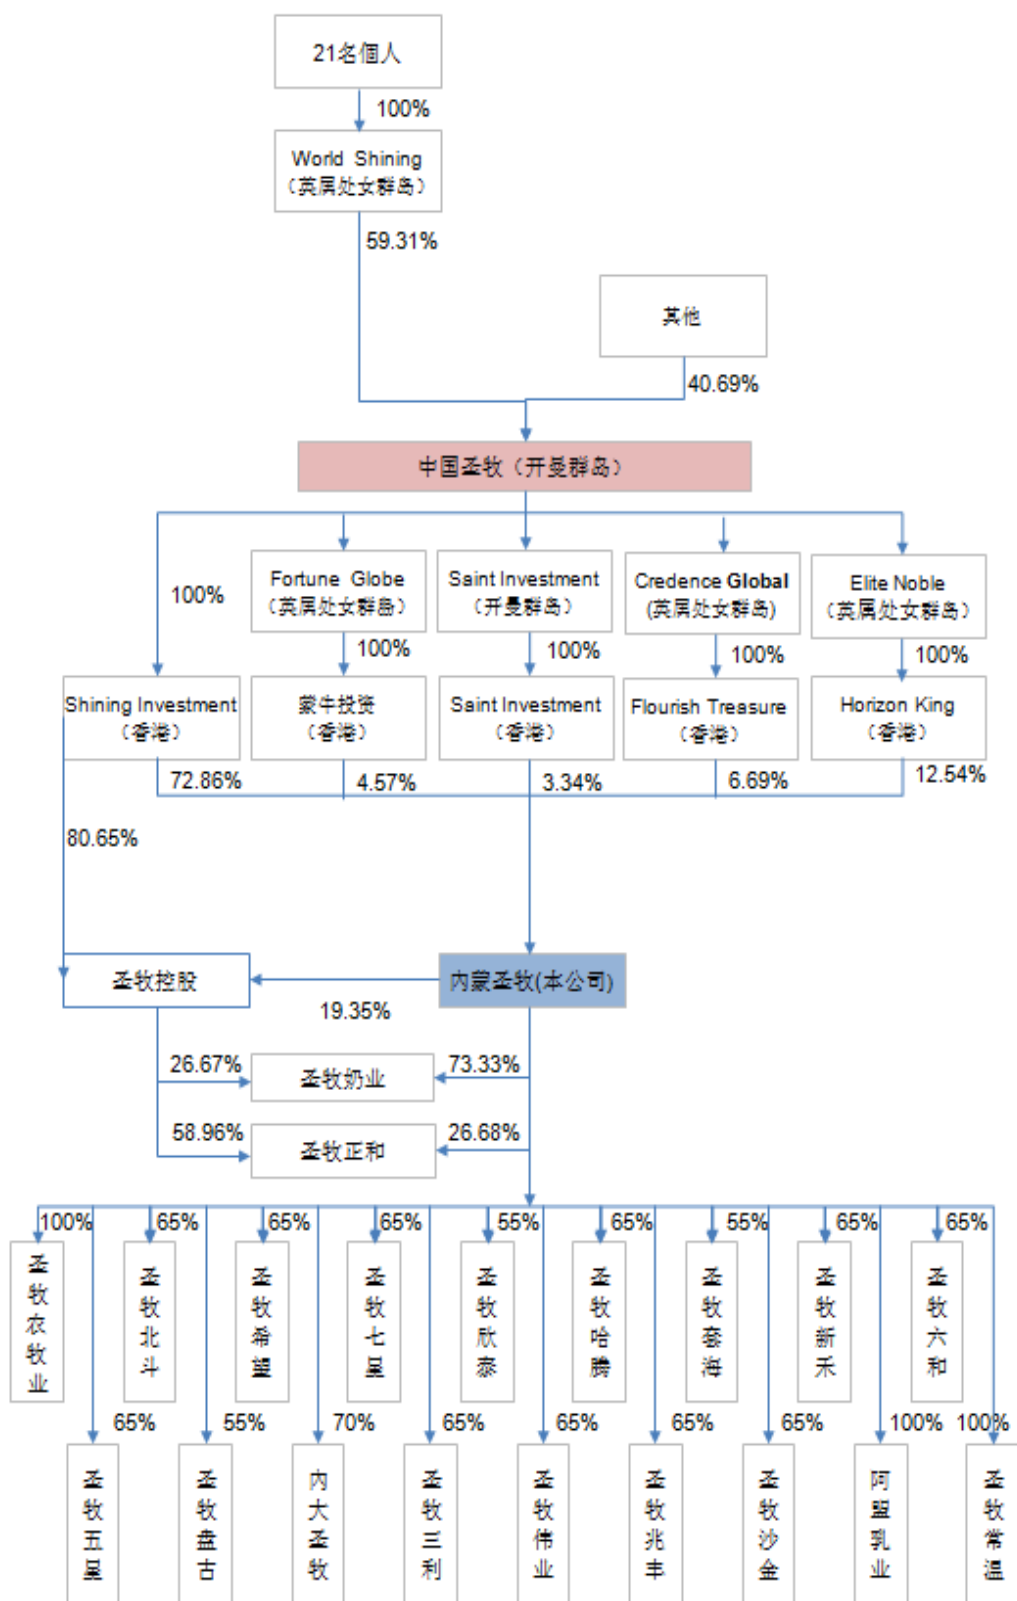 21名個人
100%
World Shining
（英属处女群岛）
59.31%
其他
40.69%
中国圣牧（开曼群岛）
100%
Fortune Globe
（英属处女群岛）
Saint Investment
（开曼群岛）
Credence Global
(英属处女群岛)
Elite Noble
（英属处女群岛）
100%
100%
100%
100%
Shining Investment
（香港）
蒙牛投资
（香港）
Saint Investment
（香港）
Flourish Treasure
（香港）
Horizon King
（香港）
72.86%
4.57%
3.34%
6.69%
12.54%
80.65%
圣牧控股
内蒙圣牧(本公司)
19.35%
26.67%
圣牧奶业
73.33%
58.96%
圣牧正和
26.68%
100%
65%
65%
65%
55%
65%
55%
65%
65%
圣牧农牧业
圣牧北斗
圣牧希望
圣牧七星
圣牧欣泰
圣牧哈腾
圣牧套海
圣牧新禾
圣牧六和
65%
55%
70%
65%
65%
65%
65%
100%
100%
圣牧五星
圣牧盘古
内大圣牧
圣牧三利
圣牧伟业
圣牧兆丰
圣牧沙金
阿盟乳业
圣牧常温